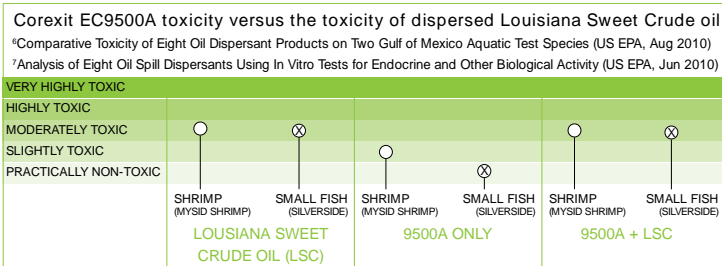 Corexit EC9500A toxicity versus the toxicity of dispersed Louisiana Sweet Crude oil
⁶Comparative Toxicity of Eight Oil Dispersant Products on Two Gulf of Mexico Aquatic Test Species (US EPA, Aug 2010)
⁷Analysis of Eight Oil Spill Dispersants Using In Vitro Tests for Endocrine and Other Biological Activity (US EPA, Jun 2010)
VERY HIGHLY TOXIC
HIGHLY TOXIC
MODERATELY TOXIC
X
X
SLIGHTLY TOXIC
PRACTICALLY NON-TOXIC
X
SHRIMP SMALL FISH SHRIMP SMALL FISH SHRIMP SMALL FISH
(MYSID SHRIMP) (SILVERSIDE) (MYSID SHRIMP) (SILVERSIDE) (MYSID SHRIMP) (SILVERSIDE)
LOUSIANA SWEET 9500A ONLY 9500A + LSC
CRUDE OIL (LSC)